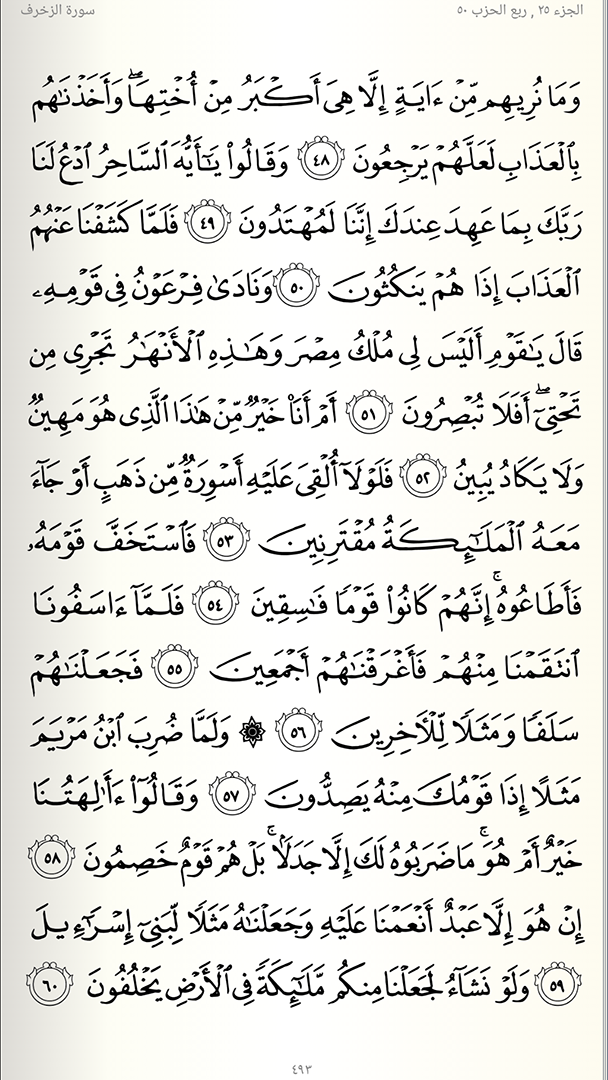 الجزء ٢٥ , ربع الحزب ٥٠
سورة الزخرف
وَمَا نُرِيهِم مِّنْ ءَايَةٍ إِلَّا هِىَ أَكْبَرُ مِنْ أُخْتِهَا ۖ وَأَخَذْنَٰهُم
بِٱلْعَذَابِ لَعَلَّهُمْ يَرْجِعُونَ ٤٨ وَقَالُوا۟ يَٰٓأَيُّهَ ٱلسَّاحِرُ ٱدْعُ لَنَا
رَبَّكَ بِمَا عَهِدَ عِندَكَ إِنَّنَا لَمُهْتَدُونَ ٤٩ فَلَمَّا كَشَفْنَا عَنْهُمُ
ٱلْعَذَابَ إِذَا هُمْ يَنكُثُونَ ٥٠ وَنَادَىٰ فِرْعَوْنُ فِى قَوْمِهِۦ
قَالَ يَٰقَوْمِ أَلَيْسَ لِى مُلْكُ مِصْرَ وَهَٰذِهِ ٱلْأَنْهَٰرُ تَجْرِى مِن
تَحْتِىٓ ۖ أَفَلَا تُبْصِرُونَ ٥١ أَمْ أَنَا۠ خَيْرٌ مِّنْ هَٰذَا ٱلَّذِى هُوَ مَهِينٌ
وَلَا يَكَادُ يُبِينُ ٥٢ فَلَوْلَآ أُلْقِىَ عَلَيْهِ أَسْوِرَةٌ مِّن ذَهَبٍ أَوْ جَآءَ
مَعَهُ ٱلْمَلَٰٓئِكَةُ مُقْتَرِنِينَ ٥٣ فَٱسْتَخَفَّ قَوْمَهُۥ
فَأَطَاعُوهُ ۚ إِنَّهُمْ كَانُوا۟ قَوْمًا فَٰسِقِينَ ٥٤ فَلَمَّآ ءَاسَفُونَا
ٱنتَقَمْنَا مِنْهُمْ فَأَغْرَقْنَٰهُمْ أَجْمَعِينَ ٥٥ فَجَعَلْنَٰهُمْ
سَلَفًا وَمَثَلًا لِّلْءَاخِرِينَ ٥٦ ۞ وَلَمَّا ضُرِبَ ٱبْنُ مَرْيَمَ
مَثَلًا إِذَا قَوْمُكَ مِنْهُ يَصِدُّونَ ٥٧ وَقَالُوٓا۟ ءَأَٰلِهَتُنَا
خَيْرٌ أَمْ هُوَ ۚ مَا ضَرَبُوهُ لَكَ إِلَّا جَدَلًۢا ۚ بَلْ هُمْ قَوْمٌ خَصِمُونَ ٥٨
إِنْ هُوَ إِلَّا عَبْدٌ أَنْعَمْنَا عَلَيْهِ وَجَعَلْنَٰهُ مَثَلًا لِّبَنِىٓ إِسْرَٰٓءِيلَ
٥٩ وَلَوْ نَشَآءُ لَجَعَلْنَا مِنكُم مَّلَٰٓئِكَةً فِى ٱلْأَرْضِ يَخْلُفُونَ ٦٠
٤٩٣